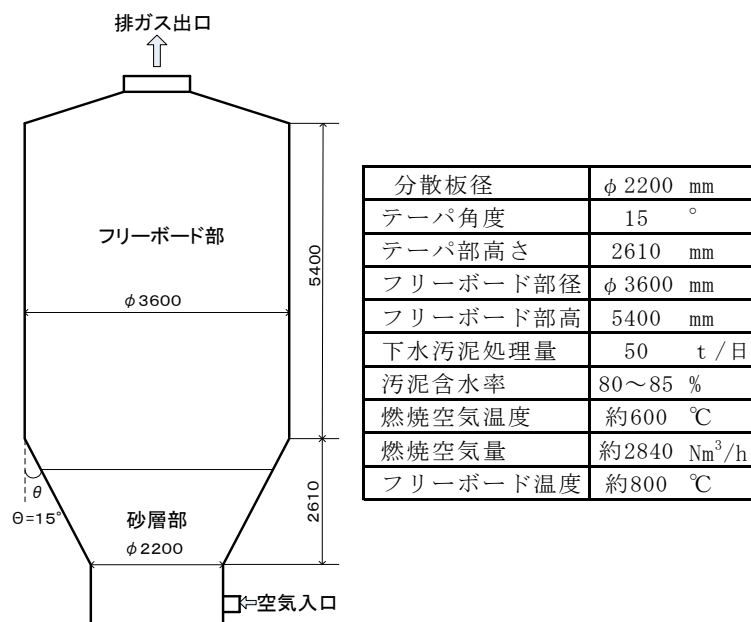 排ガス出口
フリーボード部
φ3600
5400
θ
Θ=15°
砂層部
φ2200
2610
空気入口
分散板径 φ2200 mm
テーパ角度 15 °
テーパ部高さ 2610 mm
フリーボード部径 φ3600 mm
フリーボード部高 5400 mm
下水汚泥処理量 50 t/日
汚泥含水率 80～85 %
燃焼空気温度 約600 ℃
燃焼空気量 約2840 Nm³/h
フリーボード温度 約800 ℃